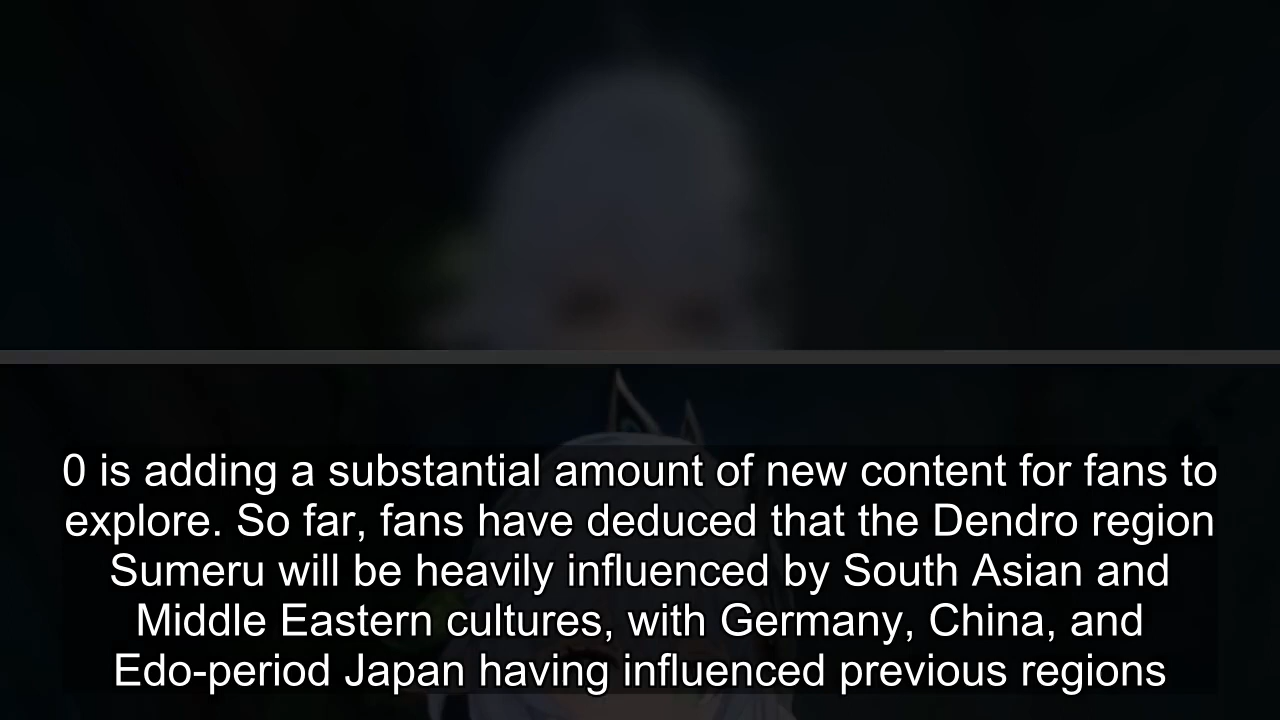 0 is adding a substantial amount of new content for fans to
explore. So far, fans have deduced that the Dendro region
Sumeru will be heavily influenced by South Asian and
Middle Eastern cultures, with Germany, China, and
Edo-period Japan having influenced previous regions